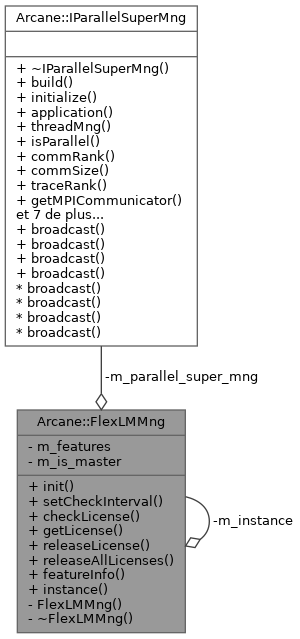 Arcane::IParallelSuperMng
+ ~IParallelSuperMng()
+ build()
+ initialize()
+ application()
+ threadMng()
+ isParallel()
+ commRank()
+ commSize()
+ traceRank()
+ getMPICommunicator()
et 7 de plus...
+ broadcast()
+ broadcast()
+ broadcast()
+ broadcast()
* broadcast()
* broadcast()
* broadcast()
* broadcast()
-m_parallel_super_mng
Arcane::FlexLMMng
- m_features
- m_is_master
+ init()
+ setCheckInterval()
+ checkLicense()
+ getLicense()
+ releaseLicense()
+ releaseAllLicenses()
+ featureInfo()
+ instance()
- FlexLMMng()
- ~FlexLMMng()
-m_instance